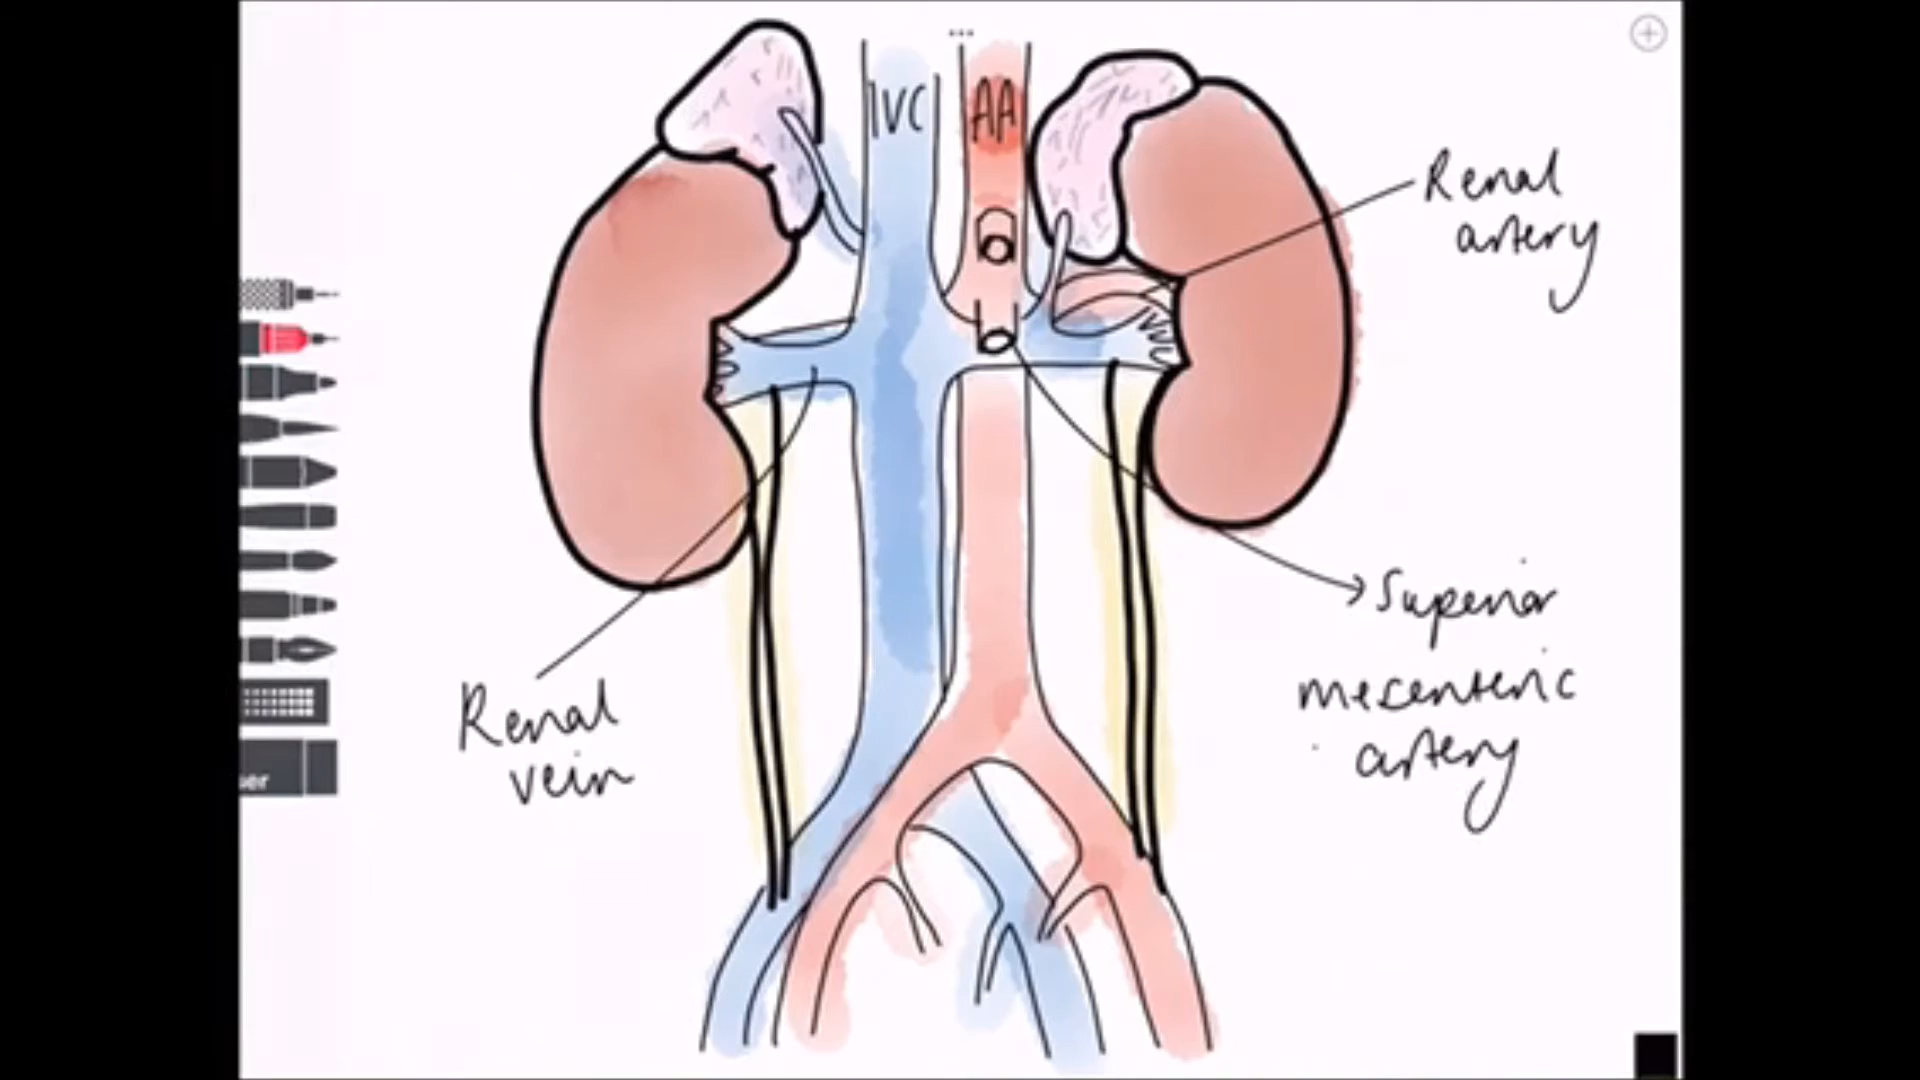 IVC
AA
Renal
artery
Superior
mesenteric
artery
Renal
vein